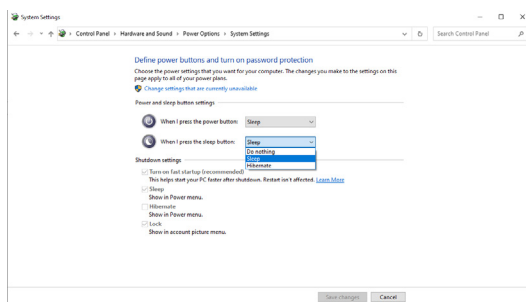 System Settings
Control Panel > Hardware and Sound > Power Options > System Settings
Search Control Panel
Define power buttons and turn on password protection
Choose the power settings that you want for your computer. The changes you make to the settings on this
page apply to all of your power plans.
Change settings that are currently unavailable
Power and sleep button settings
When I press the power button: Sleep
When I press the sleep button: Sleep
Do nothing
Sleep
Hibernate
Shutdown settings
Turn on fast startup (recommended)
This helps start your PC faster after shutdown. Restart isn't affected. Learn More
Sleep
Show in Power menu.
Hibernate
Show in Power menu.
Lock
Show in account picture menu.
Save changes Cancel